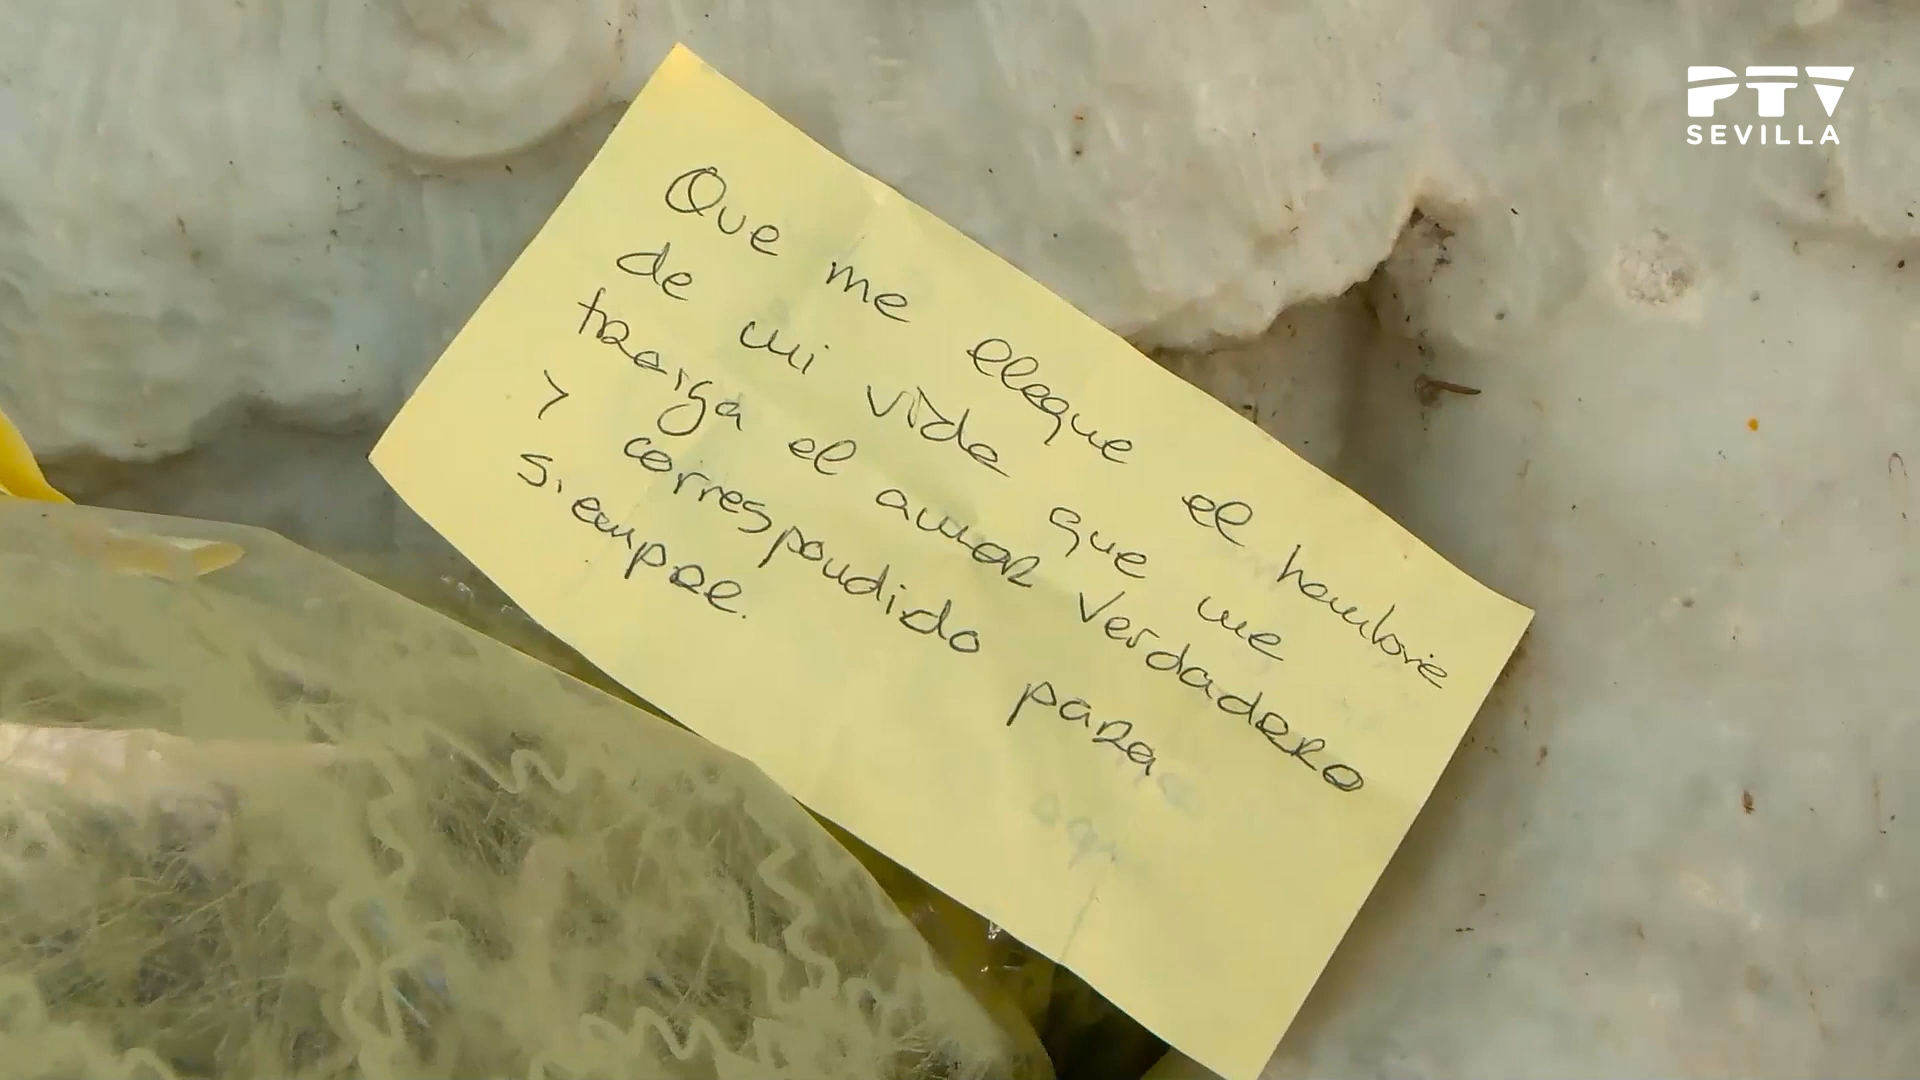 PTV
SEVILLA
Que me llegue el hombre
de mi vida que me
traiga el amor verdadero
y correspondido para
siempre.